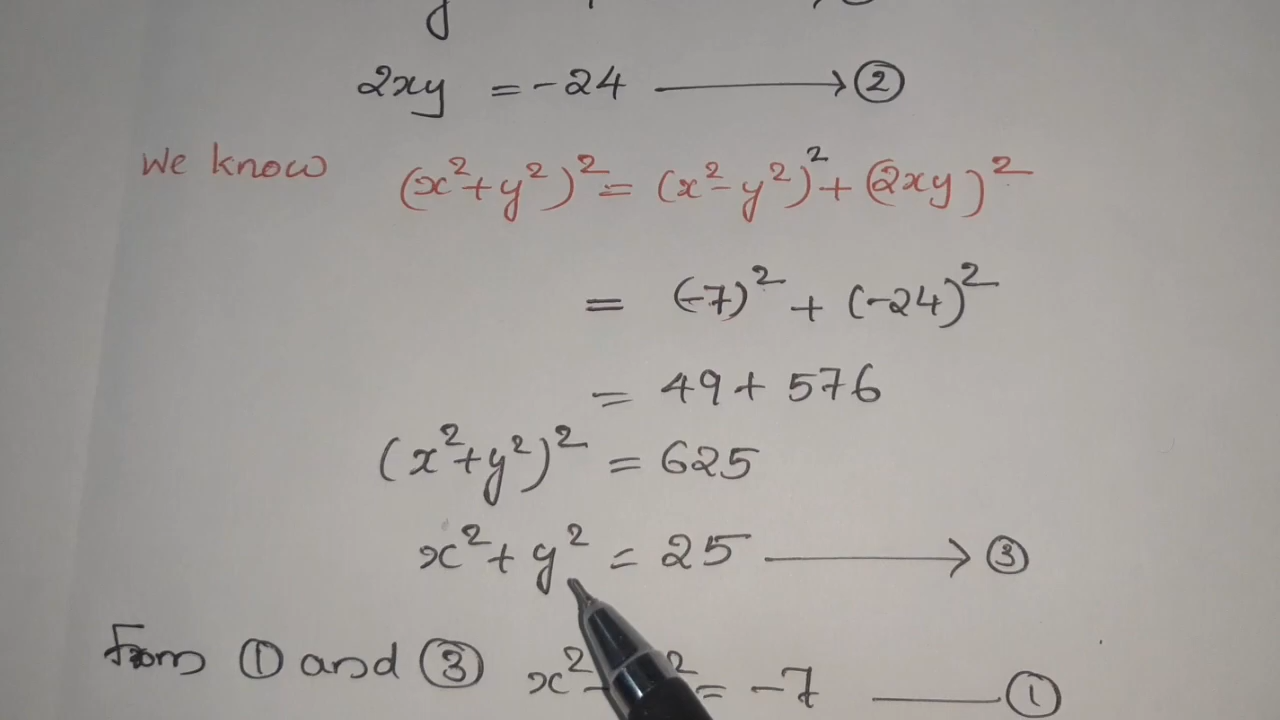 2xy = -24 ⟶ ②
We know (x²+y²)² = (x²-y²)² + (2xy)²
= (-7)² + (-24)²
= 49 + 576
(x²+y²)² = 625
x² + y² = 25 ⟶ ③
From ① and ③ x² - ² = -7 — ①